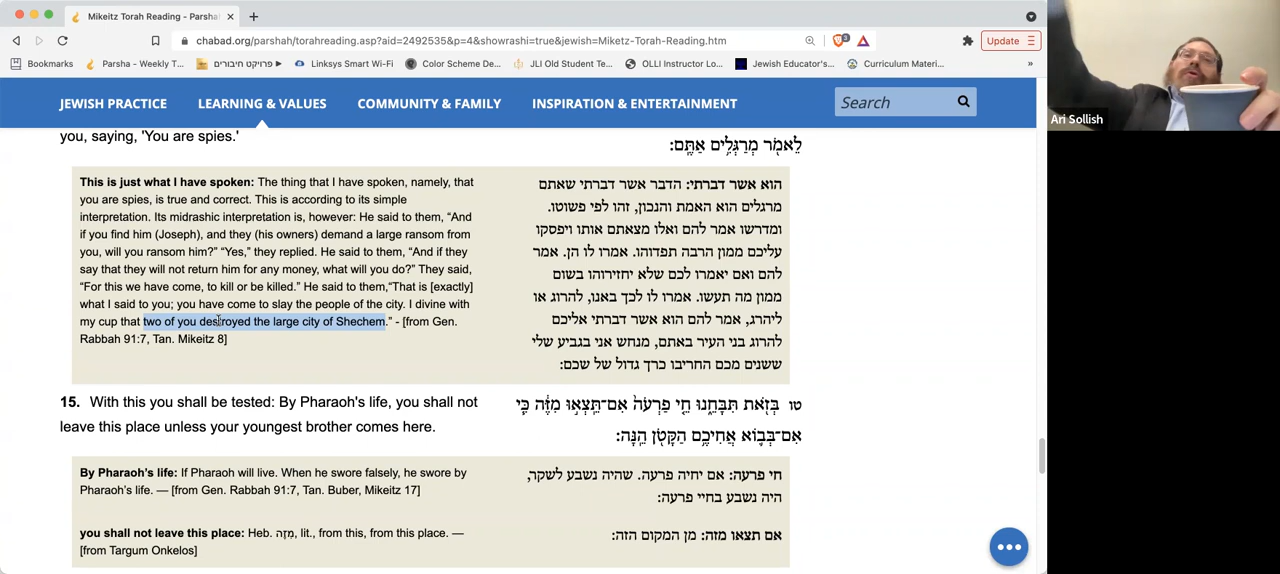 Mikeitz Torah Reading - Parsha
chabad.org/parshah/torahreading.asp?aid=2492535&p=4&showrashi=true&jewish=Miketz-Torah-Reading.htm
3
Update
Bookmarks Parsha - Weekly T... פרויקט חיבורים Linksys Smart Wi-Fi Color Scheme De... JLI Old Student Te... OLLI Instructor Lo... Jewish Educator's... Curriculum Materi... »
JEWISH PRACTICE LEARNING & VALUES COMMUNITY & FAMILY INSPIRATION & ENTERTAINMENT Search
Ari Sollish
you, saying, 'You are spies.'
לֵאמֹ֖ר מְרַגְּלִ֥ים אַתֶּֽם:
This is just what I have spoken: The thing that I have spoken, namely, that
you are spies, is true and correct. This is according to its simple
interpretation. Its midrashic interpretation is, however: He said to them, “And
if you find him (Joseph), and they (his owners) demand a large ransom from
you, will you ransom him?” “Yes,” they replied. He said to them, “And if they
say that they will not return him for any money, what will you do?” They said,
“For this we have come, to kill or be killed.” He said to them,“That is [exactly]
what I said to you; you have come to slay the people of the city. I divine with
my cup that two of you destroyed the large city of Shechem.” - [from Gen.
Rabbah 91:7, Tan. Mikeitz 8]
הוא אשר דברתי: הדבר אשר דברתי שאתם
מרגלים הוא האמת והנכון, זהו לפי פשוטו.
ומדרשו אמר להם ואלו מצאתם אותו ויפסקו
עליכם ממון הרבה תפדוהו. אמרו לו הן. אמר
להם ואם יאמרו לכם שלא יחזירוהו בשום
ממון מה תעשו. אמרו לו לכך באנו, להרוג או
ליהרג, אמר להם הוא אשר דברתי אליכם
להרוג בני העיר באתם, מנחש אני בגביע שלי
ששנים מכם החריבו כרך גדול של שכם:
15. With this you shall be tested: By Pharaoh's life, you shall not
leave this place unless your youngest brother comes here.
טו בְּזֹ֖את תִּבָּחֵ֑נוּ חֵ֤י פַרְעֹה֙ אִם־תֵּֽצְא֣וּ מִזֶּ֔ה כִּ֧י
אִם־בְּב֛וֹא אֲחִיכֶ֥ם הַקָּטֹ֖ן הֵֽנָּה:
By Pharaoh's life: If Pharaoh will live. When he swore falsely, he swore by
Pharaoh's life. — [from Gen. Rabbah 91:7, Tan. Buber, Mikeitz 17]
חי פרעה: אם יחיה פרעה. שהיה נשבע לשקר,
היה נשבע בחיי פרעה:
you shall not leave this place: Heb. מִזֶּה, lit., from this, from this place. —
[from Targum Onkelos]
אם תצאו מזה: מן המקום הזה: